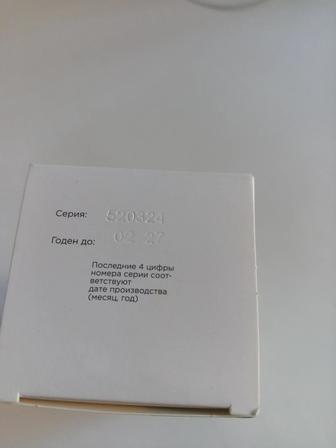 Серия: 520324
Годен до: 02 27
Последние 4 цифры
номера серии соот-
ветствуют
дате производства
(месяц, год)